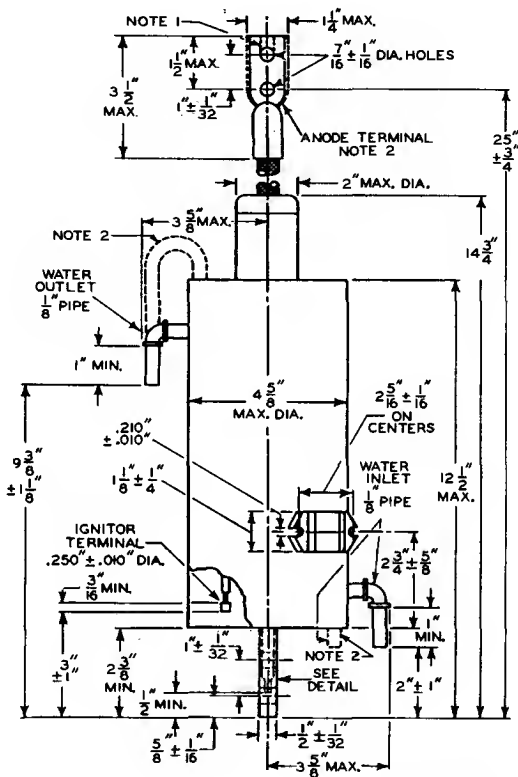 NOTE 1
1 1/4" MAX.
1 1/2" MAX.
7/16" ± 1/16" DIA. HOLES
3 1/2" MAX.
1" ± 1/32"
ANODE TERMINAL
NOTE 2
25" ± 3/4"
2" MAX. DIA.
3 5/8" MAX.
NOTE 2
14 3/4"
WATER
OUTLET
1/8" PIPE
1" MIN.
4 5/8"
MAX. DIA.
2 5/16" ± 1/16"
ON
CENTERS
.210"
± .010"
9 3/8"
± 1 1/8"
1 1/8" ± 1/4"
WATER
INLET
1/8" PIPE
12 1/2"
MAX.
IGNITOR
TERMINAL
.250" ± .010" DIA.
3/16" MIN.
2 3/4" ± 5/8"
3"
± 1"
2 3/8"
MIN.
1" ± 1/32"
NOTE 2
SEE
DETAIL
1"
MIN.
2" ± 1"
1/2" MIN.
5/8" ± 1/16"
1/2" ± 1/32"
3 5/8" MAX.